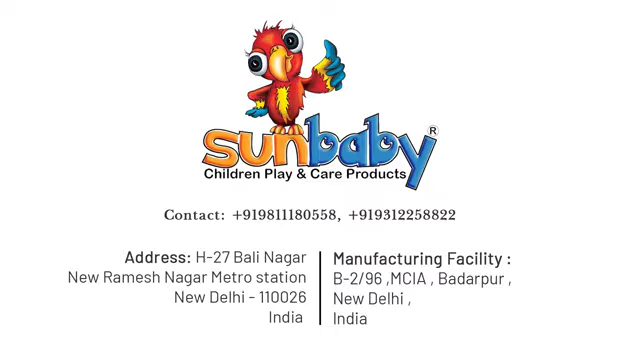 sunbaby®
Children Play & Care Products
Contact: +919811180558, +919312258822
Address: H-27 Bali Nagar
New Ramesh Nagar Metro station
New Delhi - 110026
India
Manufacturing Facility :
B-2/96 ,MCIA , Badarpur ,
New Delhi ,
India